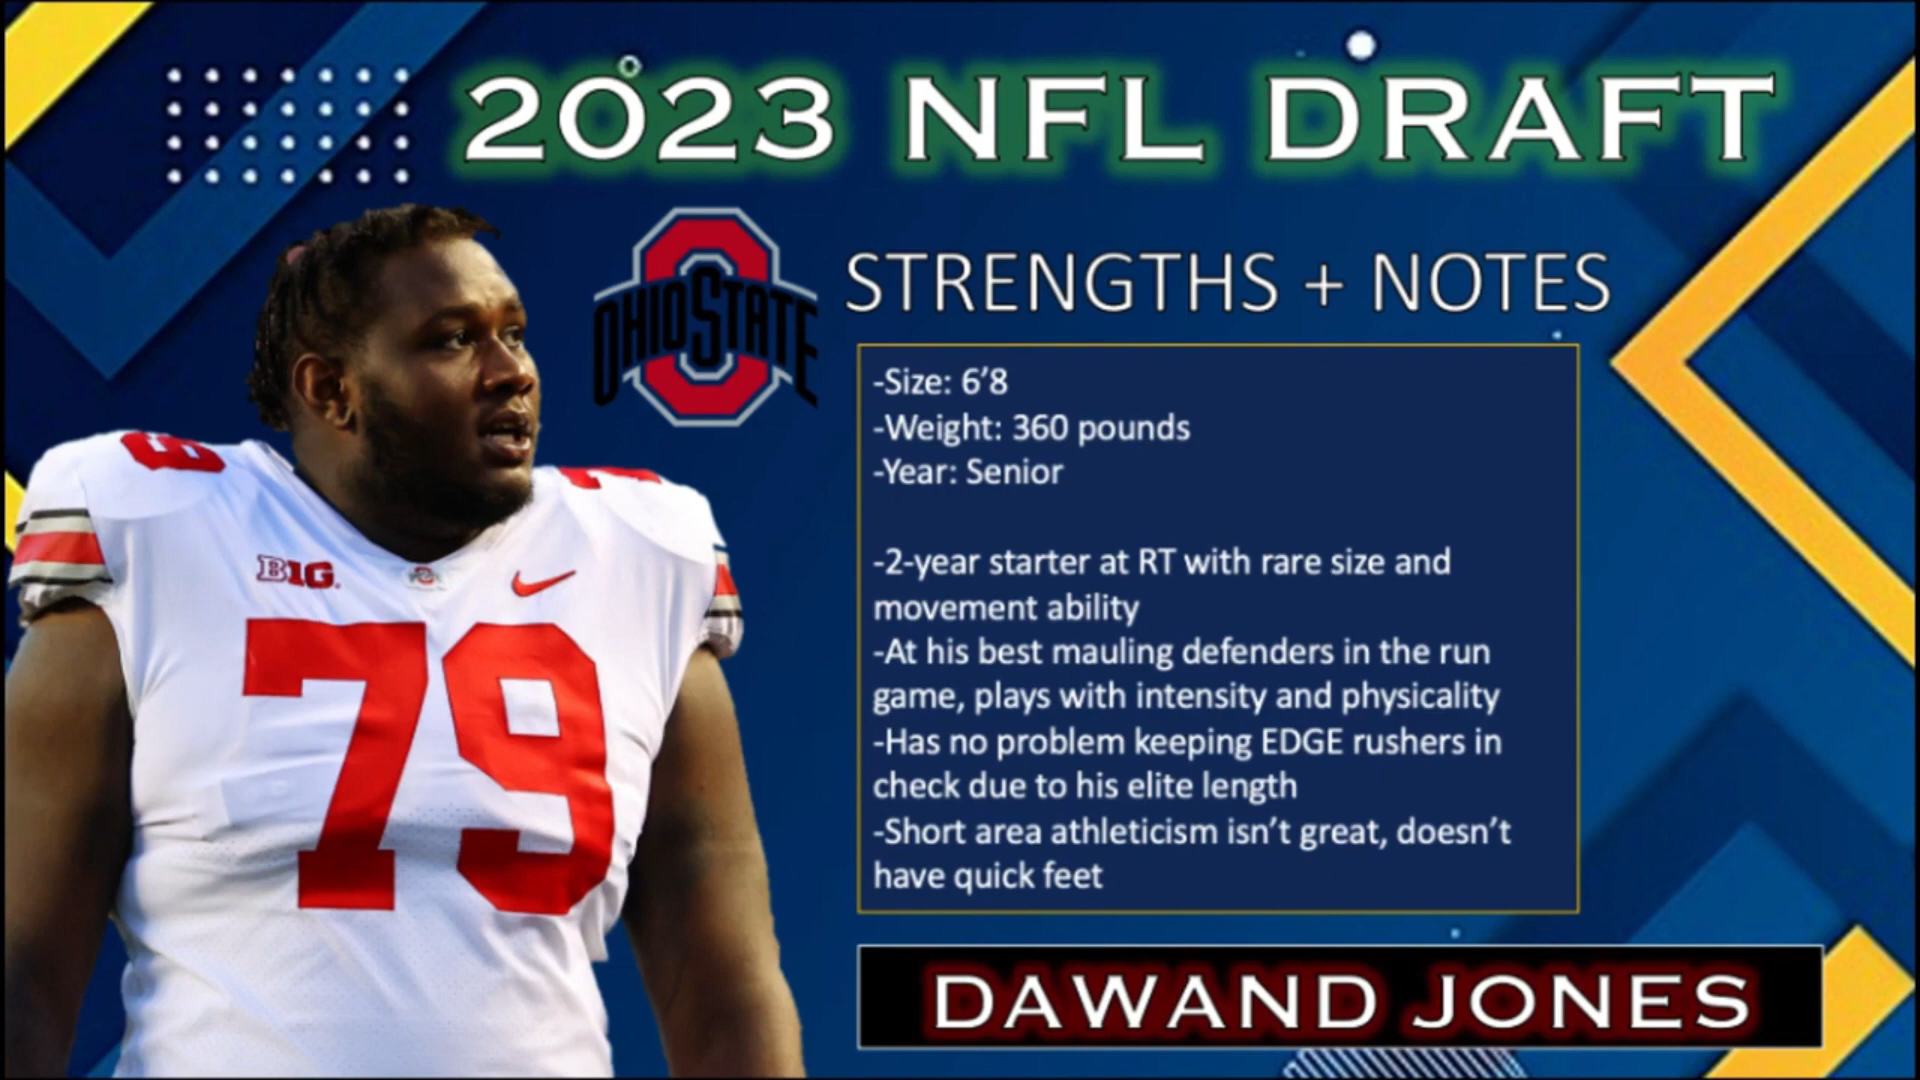 2023 NFL DRAFT
OHIO STATE
STRENGTHS + NOTES
-Size: 6’8
-Weight: 360 pounds
-Year: Senior
-2-year starter at RT with rare size and
movement ability
-At his best mauling defenders in the run
game, plays with intensity and physicality
-Has no problem keeping EDGE rushers in
check due to his elite length
-Short area athleticism isn’t great, doesn’t
have quick feet
B1G
79
DAWAND JONES